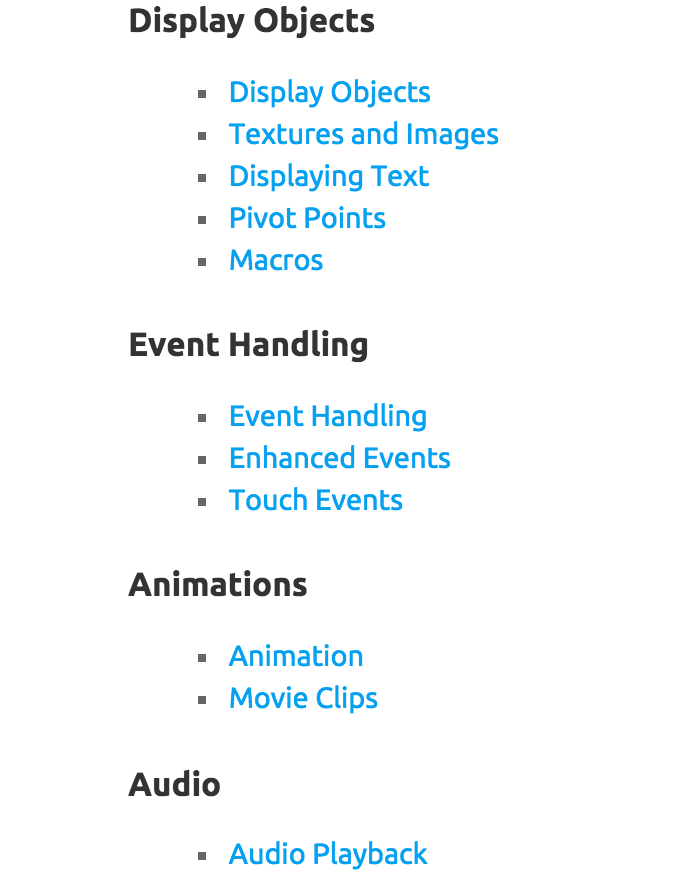 Display Objects
Display Objects
Textures and Images
Displaying Text
Pivot Points
Macros
Event Handling
Event Handling
Enhanced Events
Touch Events
Animations
Animation
Movie Clips
Audio
Audio Playback